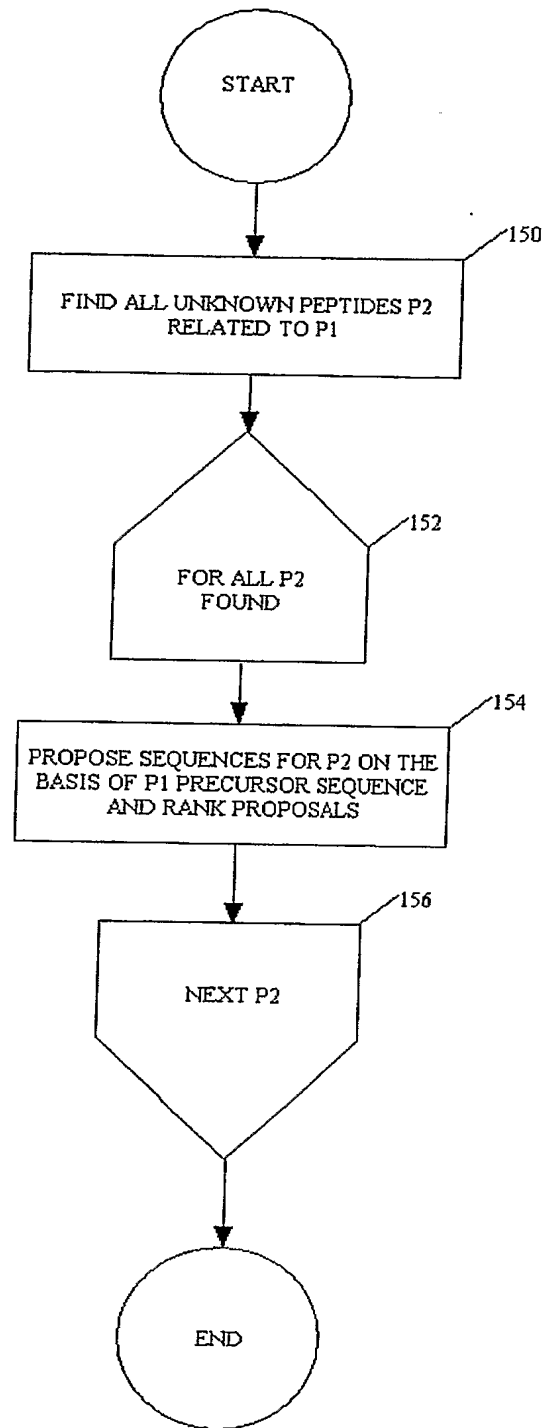 START
150
FIND ALL UNKNOWN PEPTIDES P2
RELATED TO P1
152
FOR ALL P2
FOUND
154
PROPOSE SEQUENCES FOR P2 ON THE
BASIS OF P1 PRECURSOR SEQUENCE
AND RANK PROPOSALS
156
NEXT P2
END